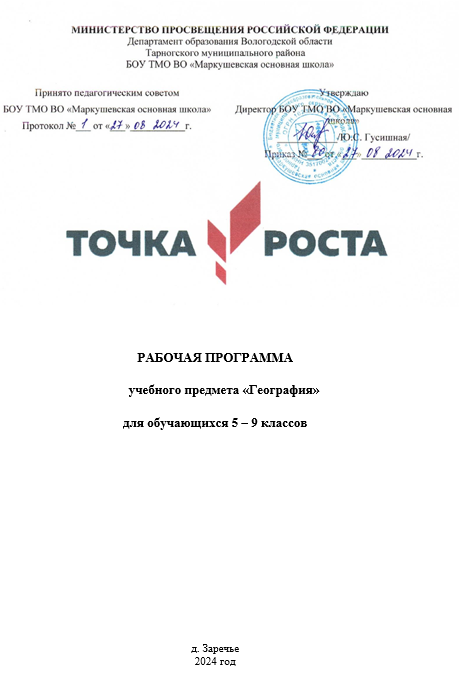 МИНИСТЕРСТВО ПРОСВЕЩЕНИЯ РОССИЙСКОЙ ФЕДЕРАЦИИ
Департамент образования Вологодской области
Тарногского муниципального района
БОУ ТМО ВО «Маркушевская основная школа»
Принято педагогическим советом
БОУ ТМО ВО «Маркушевская основная школа»
Протокол № 1 от «27» 08 2024 г.
Утверждаю
Директор БОУ ТМО ВО «Маркушевская основная
школа»
/Ю.С. Гусишная/
Приказ № 20 от «27» 08 2024 г.
ТОЧКА РОСТА
РАБОЧАЯ ПРОГРАММА
учебного предмета «География»
для обучающихся 5 – 9 классов
д. Заречье
2024 год